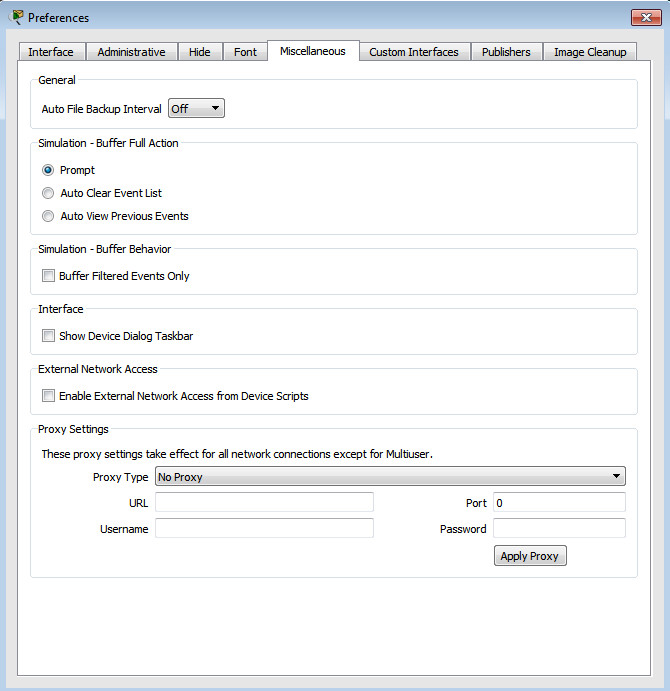 Preferences
Interface Administrative Hide Font Miscellaneous Custom Interfaces Publishers Image Cleanup
General
Auto File Backup Interval Off
Simulation - Buffer Full Action
Prompt
Auto Clear Event List
Auto View Previous Events
Simulation - Buffer Behavior
Buffer Filtered Events Only
Interface
Show Device Dialog Taskbar
External Network Access
Enable External Network Access from Device Scripts
Proxy Settings
These proxy settings take effect for all network connections except for Multiuser.
Proxy Type No Proxy
URL Port 0
Username Password
Apply Proxy